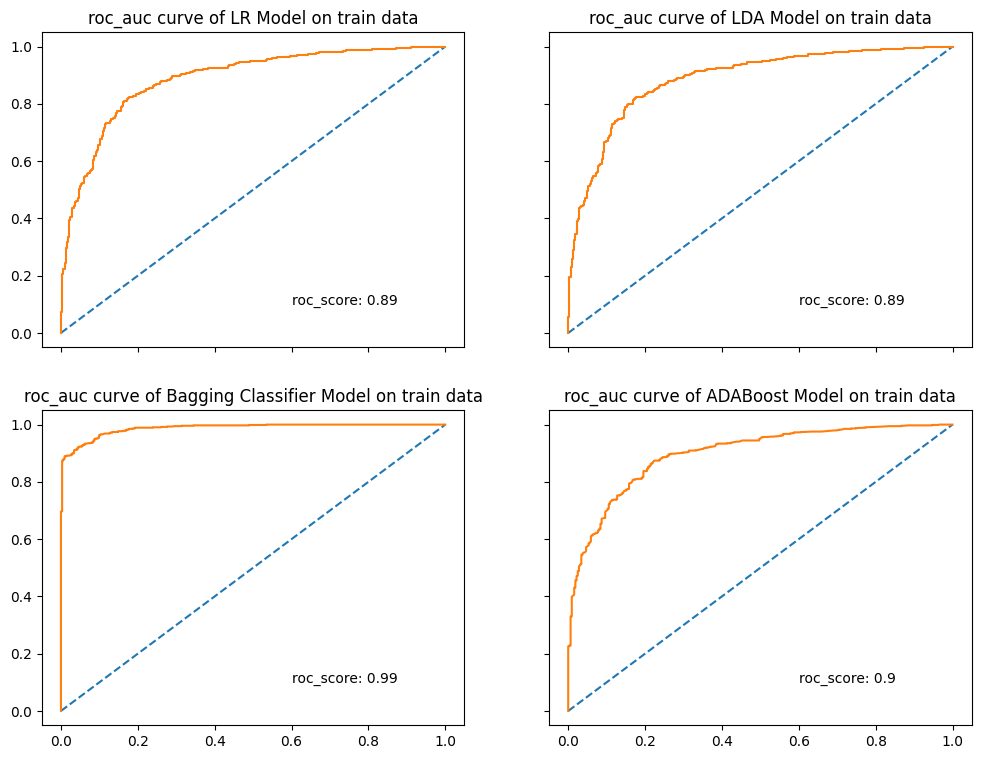 roc_auc curve of LR Model on train data
1.0
0.8
0.6
0.4
0.2
0.0
roc_score: 0.89
roc_auc curve of LDA Model on train data
roc_score: 0.89
roc_auc curve of Bagging Classifier Model on train data
1.0
0.8
0.6
0.4
0.2
0.0
roc_score: 0.99
0.0 0.2 0.4 0.6 0.8 1.0
roc_auc curve of ADABoost Model on train data
roc_score: 0.9
0.0 0.2 0.4 0.6 0.8 1.0